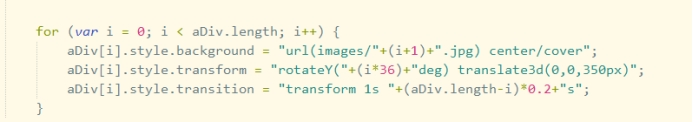 for (var i = 0; i < aDiv.length; i++) {
    aDiv[i].style.background = "url(images/"+(i+1)+".jpg) center/cover";
    aDiv[i].style.transform = "rotateY("+(i*36)+"deg) translate3d(0,0,350px)";
    aDiv[i].style.transition = "transform 1s "+(aDiv.length-i)*0.2+"s";
}